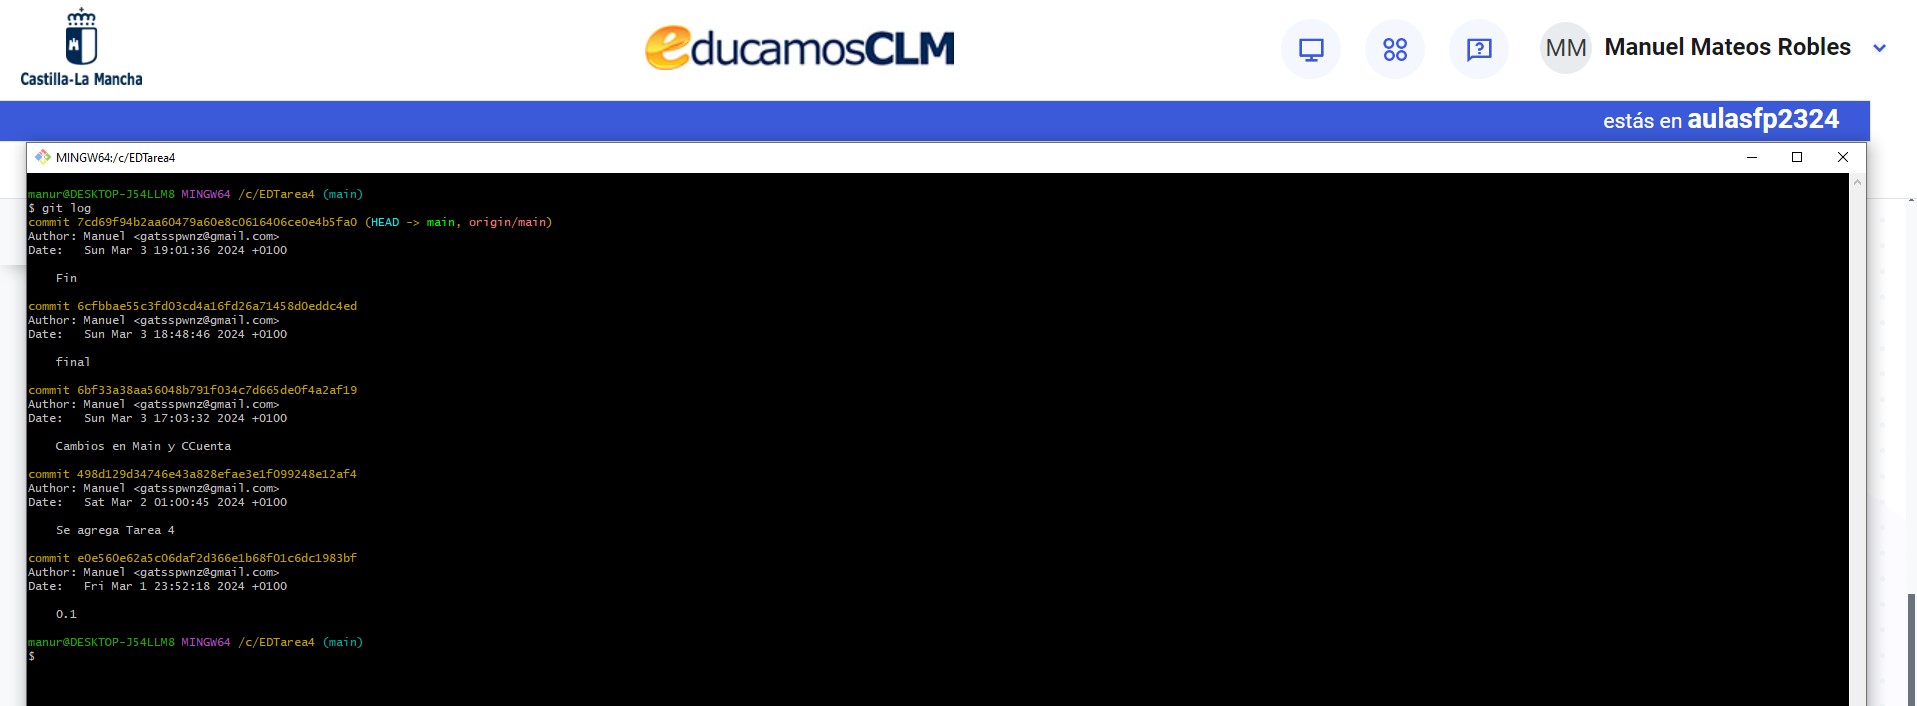 Castilla-La Mancha
educamosCLM
MM Manuel Mateos Robles
estás en aulasfp2324
MINGW64:/c/EDTarea4
manur@DESKTOP-J54LLM8 MINGW64 /c/EDTarea4 (main)
$ git log
commit 7cd69f94b2aa60479a60e8c0616406ce0e4b5fa0 (HEAD -> main, origin/main)
Author: Manuel <gatsspwnz@gmail.com>
Date:   Sun Mar 3 19:01:36 2024 +0100
Fin
commit 6cfbbae55c3fd03cd4a16fd26a71458d0eddc4ed
Author: Manuel <gatsspwnz@gmail.com>
Date:   Sun Mar 3 18:48:46 2024 +0100
final
commit 6bf33a38aa56048b791f034c7d665de0f4a2af19
Author: Manuel <gatsspwnz@gmail.com>
Date:   Sun Mar 3 17:03:32 2024 +0100
Cambios en Main y CCuenta
commit 498d129d34746e43a828efae3e1f099248e12af4
Author: Manuel <gatsspwnz@gmail.com>
Date:   Sat Mar 2 01:00:45 2024 +0100
Se agrega Tarea 4
commit e0e560e62a5c06daf2d366e1b68f01c6dc1983bf
Author: Manuel <gatsspwnz@gmail.com>
Date:   Fri Mar 1 23:52:18 2024 +0100
0.1
manur@DESKTOP-J54LLM8 MINGW64 /c/EDTarea4 (main)
$